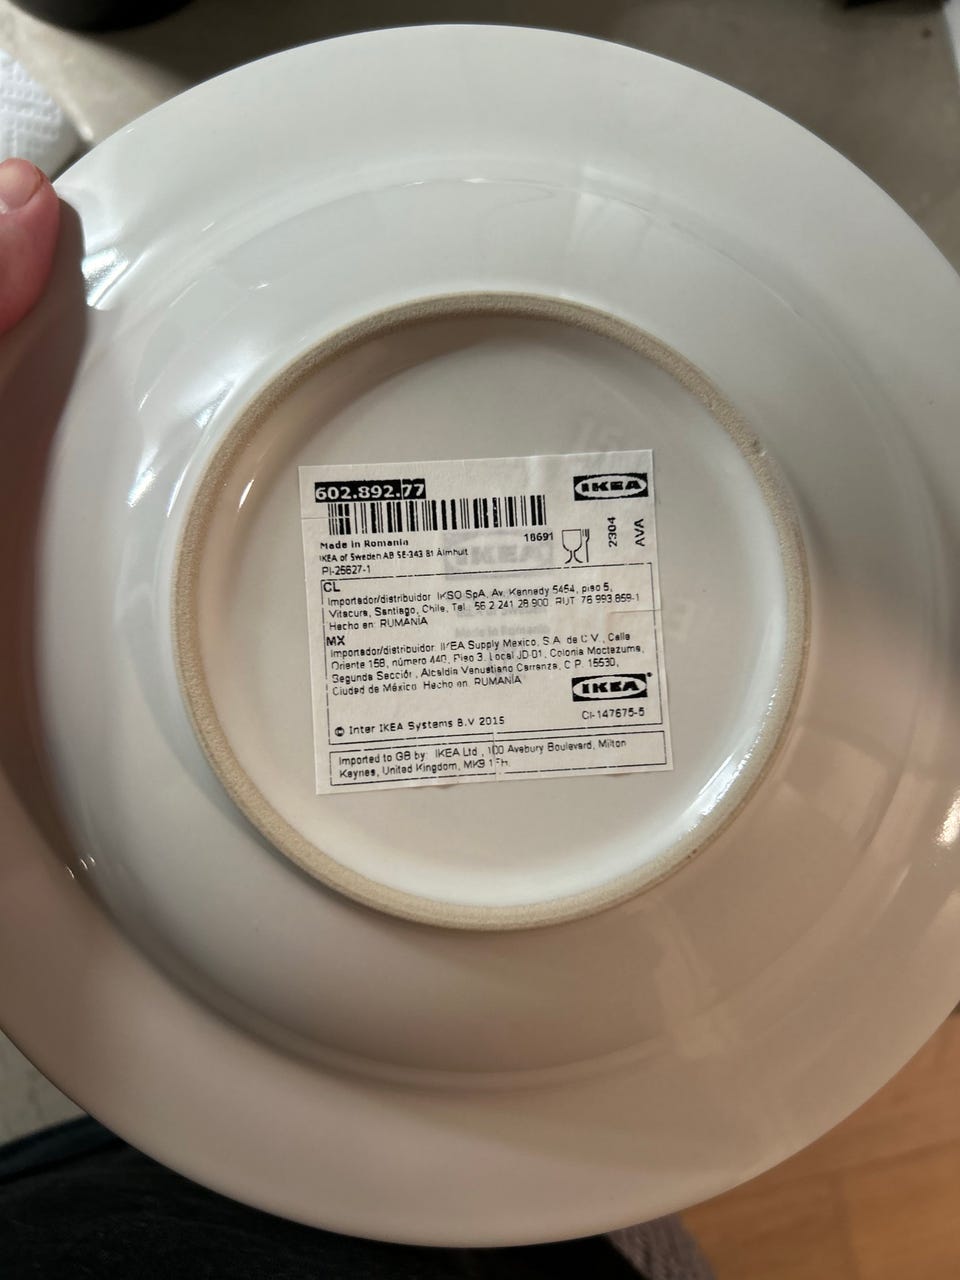 602.892.77
IKEA
Made in Romania
18691
2304
AVA
IKEA of Sweden AB SE-343 81 Älmhult
PI-25627-1
CL
Importador/distribuidor IKSO SpA, Av. Kennedy 5454, piso 5,
Vitacura, Santiago, Chile, Tel. 56 2 241 28 900 RUT 76 993 859-1
Hecho en: RUMANIA
MX
Importador/distribuidor: IKEA Supply Mexico, S.A. de C.V., Calle
Oriente 158, número 440, Piso 3, Local JD-01, Colonia Moctezuma,
Segunda Sección, Alcaldía Venustiano Carranza, C.P. 15530,
Ciudad de México Hecho en: RUMANÍA
IKEA
© Inter IKEA Systems B.V 2015
CI-147675-5
Imported to GB by: IKEA Ltd, 100 Avebury Boulevard, Milton
Keynes, United Kingdom, MK9 1FH.